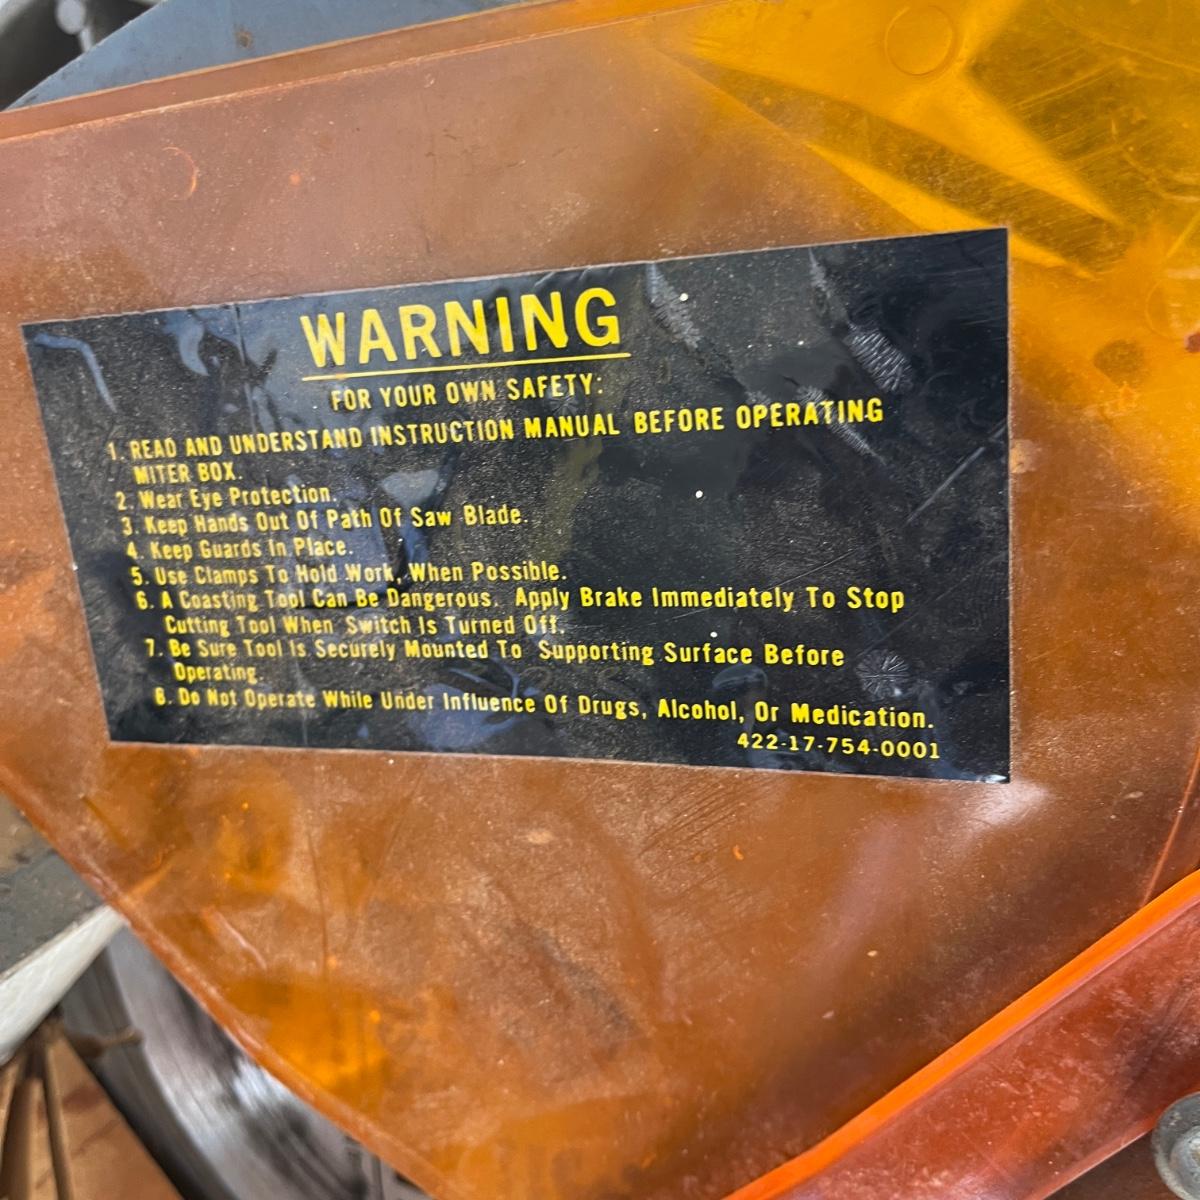 WARNING
FOR YOUR OWN SAFETY:
1. READ AND UNDERSTAND INSTRUCTION MANUAL BEFORE OPERATING
MITER BOX.
2. Wear Eye Protection.
3. Keep Hands Out Of Path Of Saw Blade.
4. Keep Guards In Place.
5. Use Clamps To Hold Work, When Possible.
6. A Coasting Tool Can Be Dangerous. Apply Brake Immediately To Stop
Cutting Tool When Switch Is Turned Off.
7. Be Sure Tool Is Securely Mounted To Supporting Surface Before
Operating.
8. Do Not Operate While Under Influence Of Drugs, Alcohol, Or Medication.
422-17-754-0001